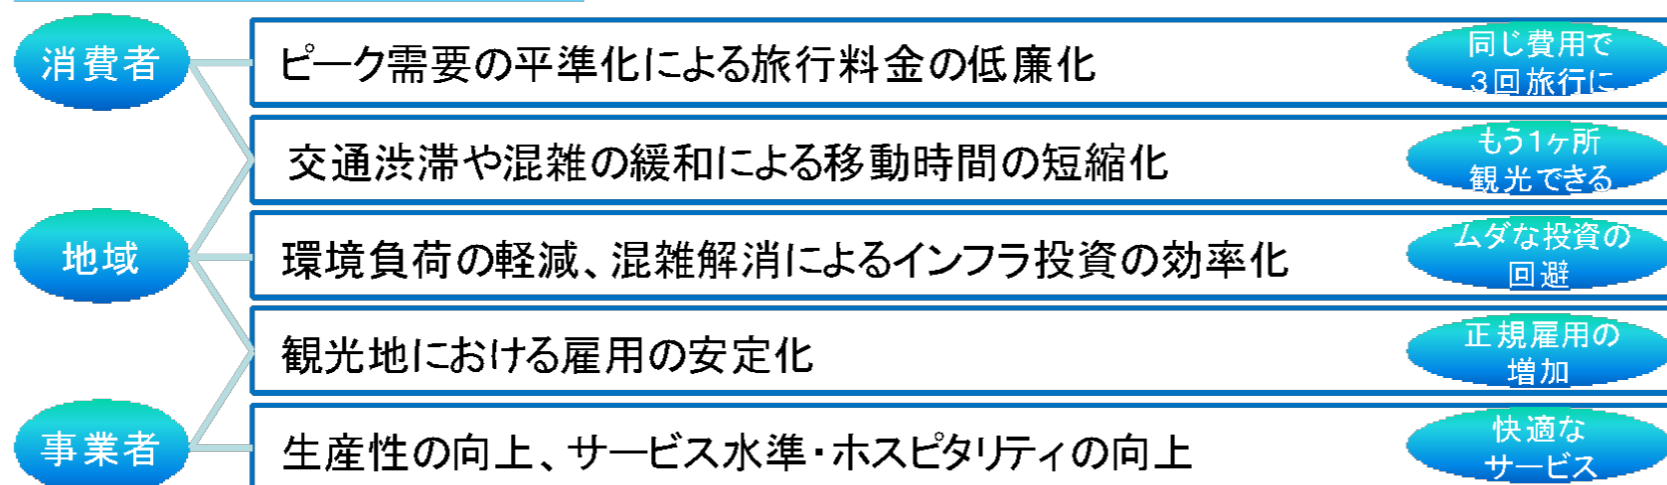 消費者
ピーク需要の平準化による旅行料金の低廉化
同じ費用で
3回旅行に
交通渋滞や混雑の緩和による移動時間の短縮化
もう1ヶ所
観光できる
地域
環境負荷の軽減、混雑解消によるインフラ投資の効率化
ムダな投資の
回避
観光地における雇用の安定化
正規雇用の
増加
事業者
生産性の向上、サービス水準・ホスピタリティの向上
快適な
サービス